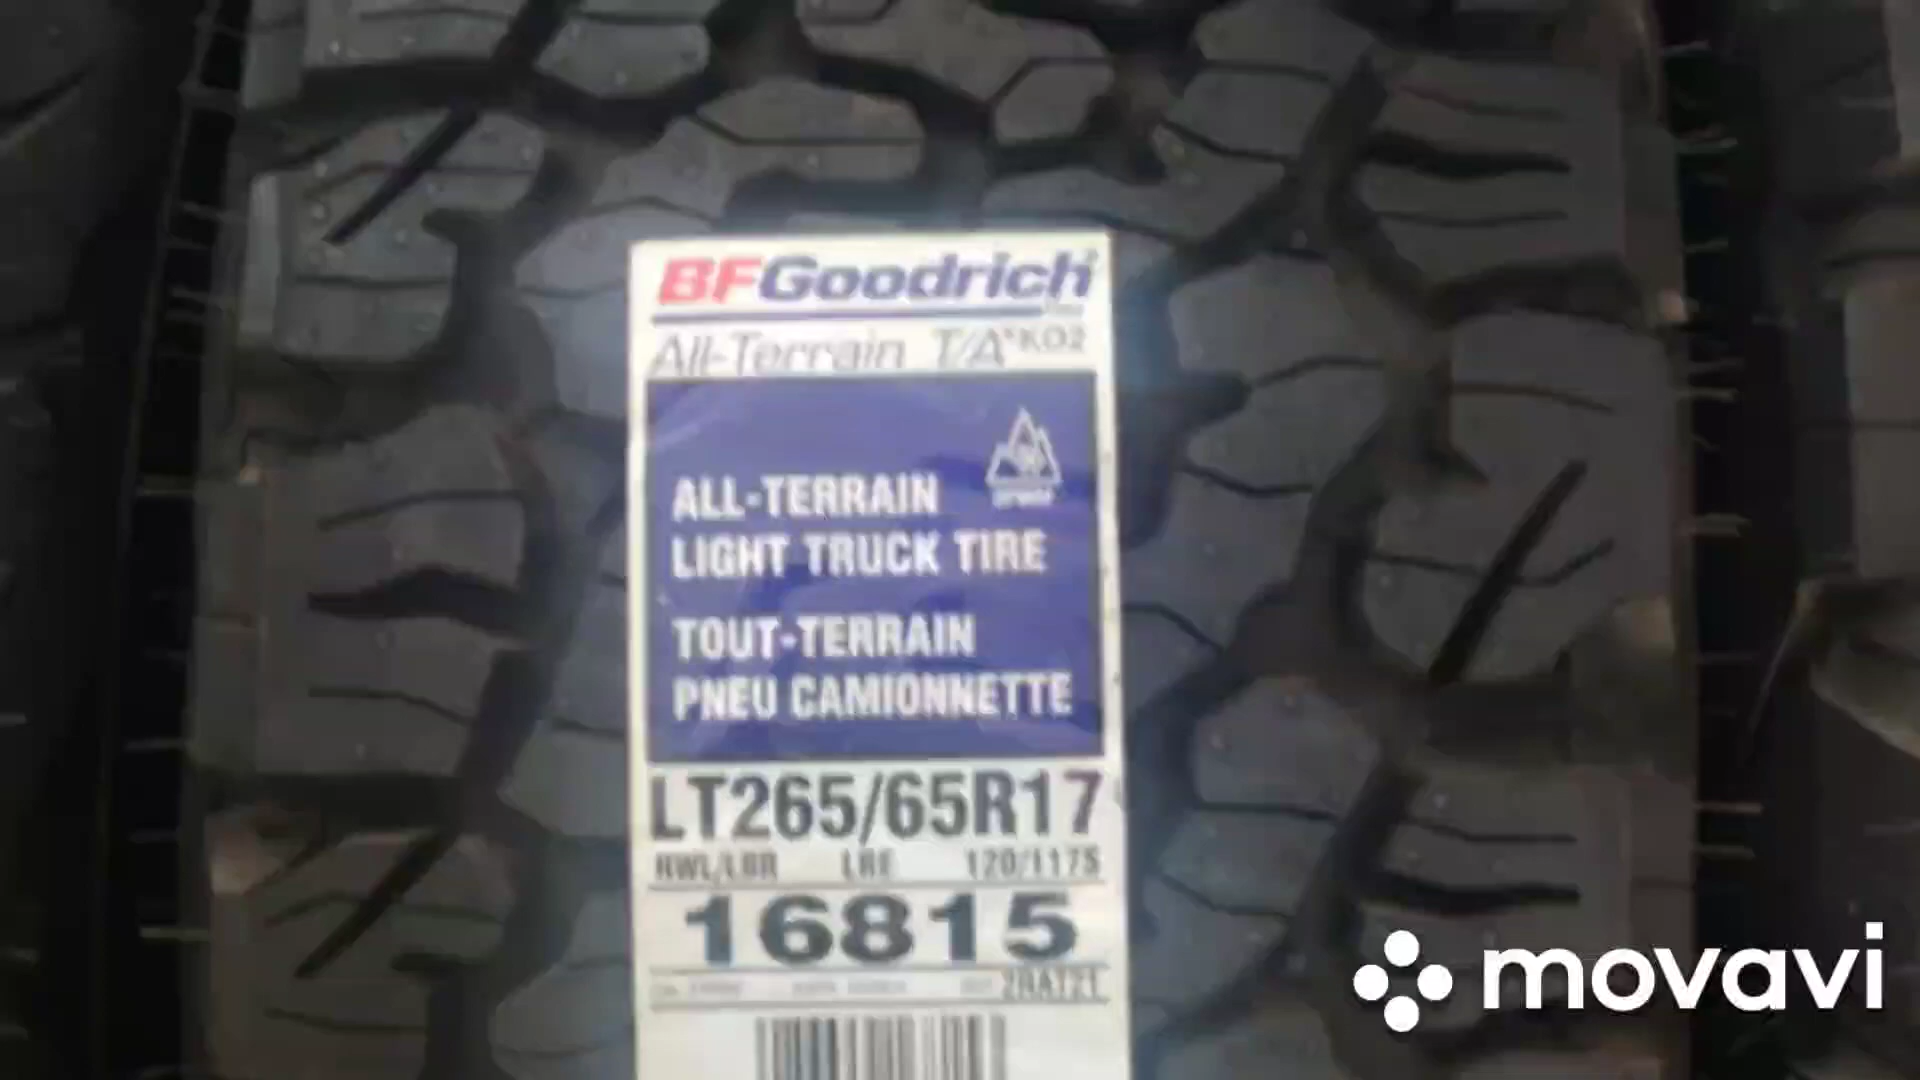 BFGoodrich
All-Terrain T/A KO2
ALL-TERRAIN
LIGHT TRUCK TIRE
TOUT-TERRAIN
PNEU CAMIONNETTE
LT265/65R17
RWL/LRR LRE 120/117S
16815
movavi